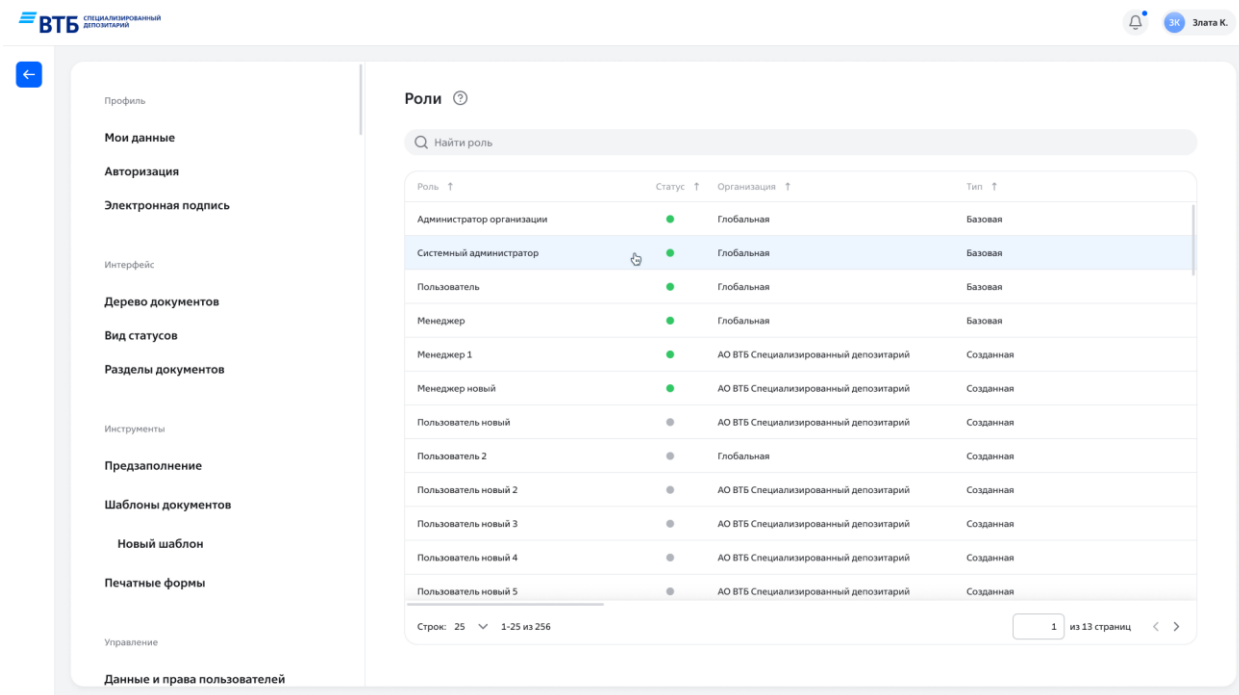 ВТБ СПЕЦИАЛИЗИРОВАННЫЙ ДЕПОЗИТАРИЙ
ЗК Злата К.
Профиль
Мои данные
Авторизация
Электронная подпись
Интерфейс
Дерево документов
Вид статусов
Разделы документов
Инструменты
Предзаполнение
Шаблоны документов
Новый шаблон
Печатные формы
Управление
Данные и права пользователей
Роли ?
Найти роль
Роль ↑ Статус ↑ Организация ↑ Тип ↑
Администратор организации Глобальная Базовая
Системный администратор Глобальная Базовая
Пользователь Глобальная Базовая
Менеджер Глобальная Базовая
Менеджер 1 АО ВТБ Специализированный депозитарий Созданная
Менеджер новый АО ВТБ Специализированный депозитарий Созданная
Пользователь новый АО ВТБ Специализированный депозитарий Созданная
Пользователь 2 Глобальная Созданная
Пользователь новый 2 АО ВТБ Специализированный депозитарий Созданная
Пользователь новый 3 АО ВТБ Специализированный депозитарий Созданная
Пользователь новый 4 АО ВТБ Специализированный депозитарий Созданная
Пользователь новый 5 АО ВТБ Специализированный депозитарий Созданная
Строк: 25 1-25 из 256 1 из 13 страниц